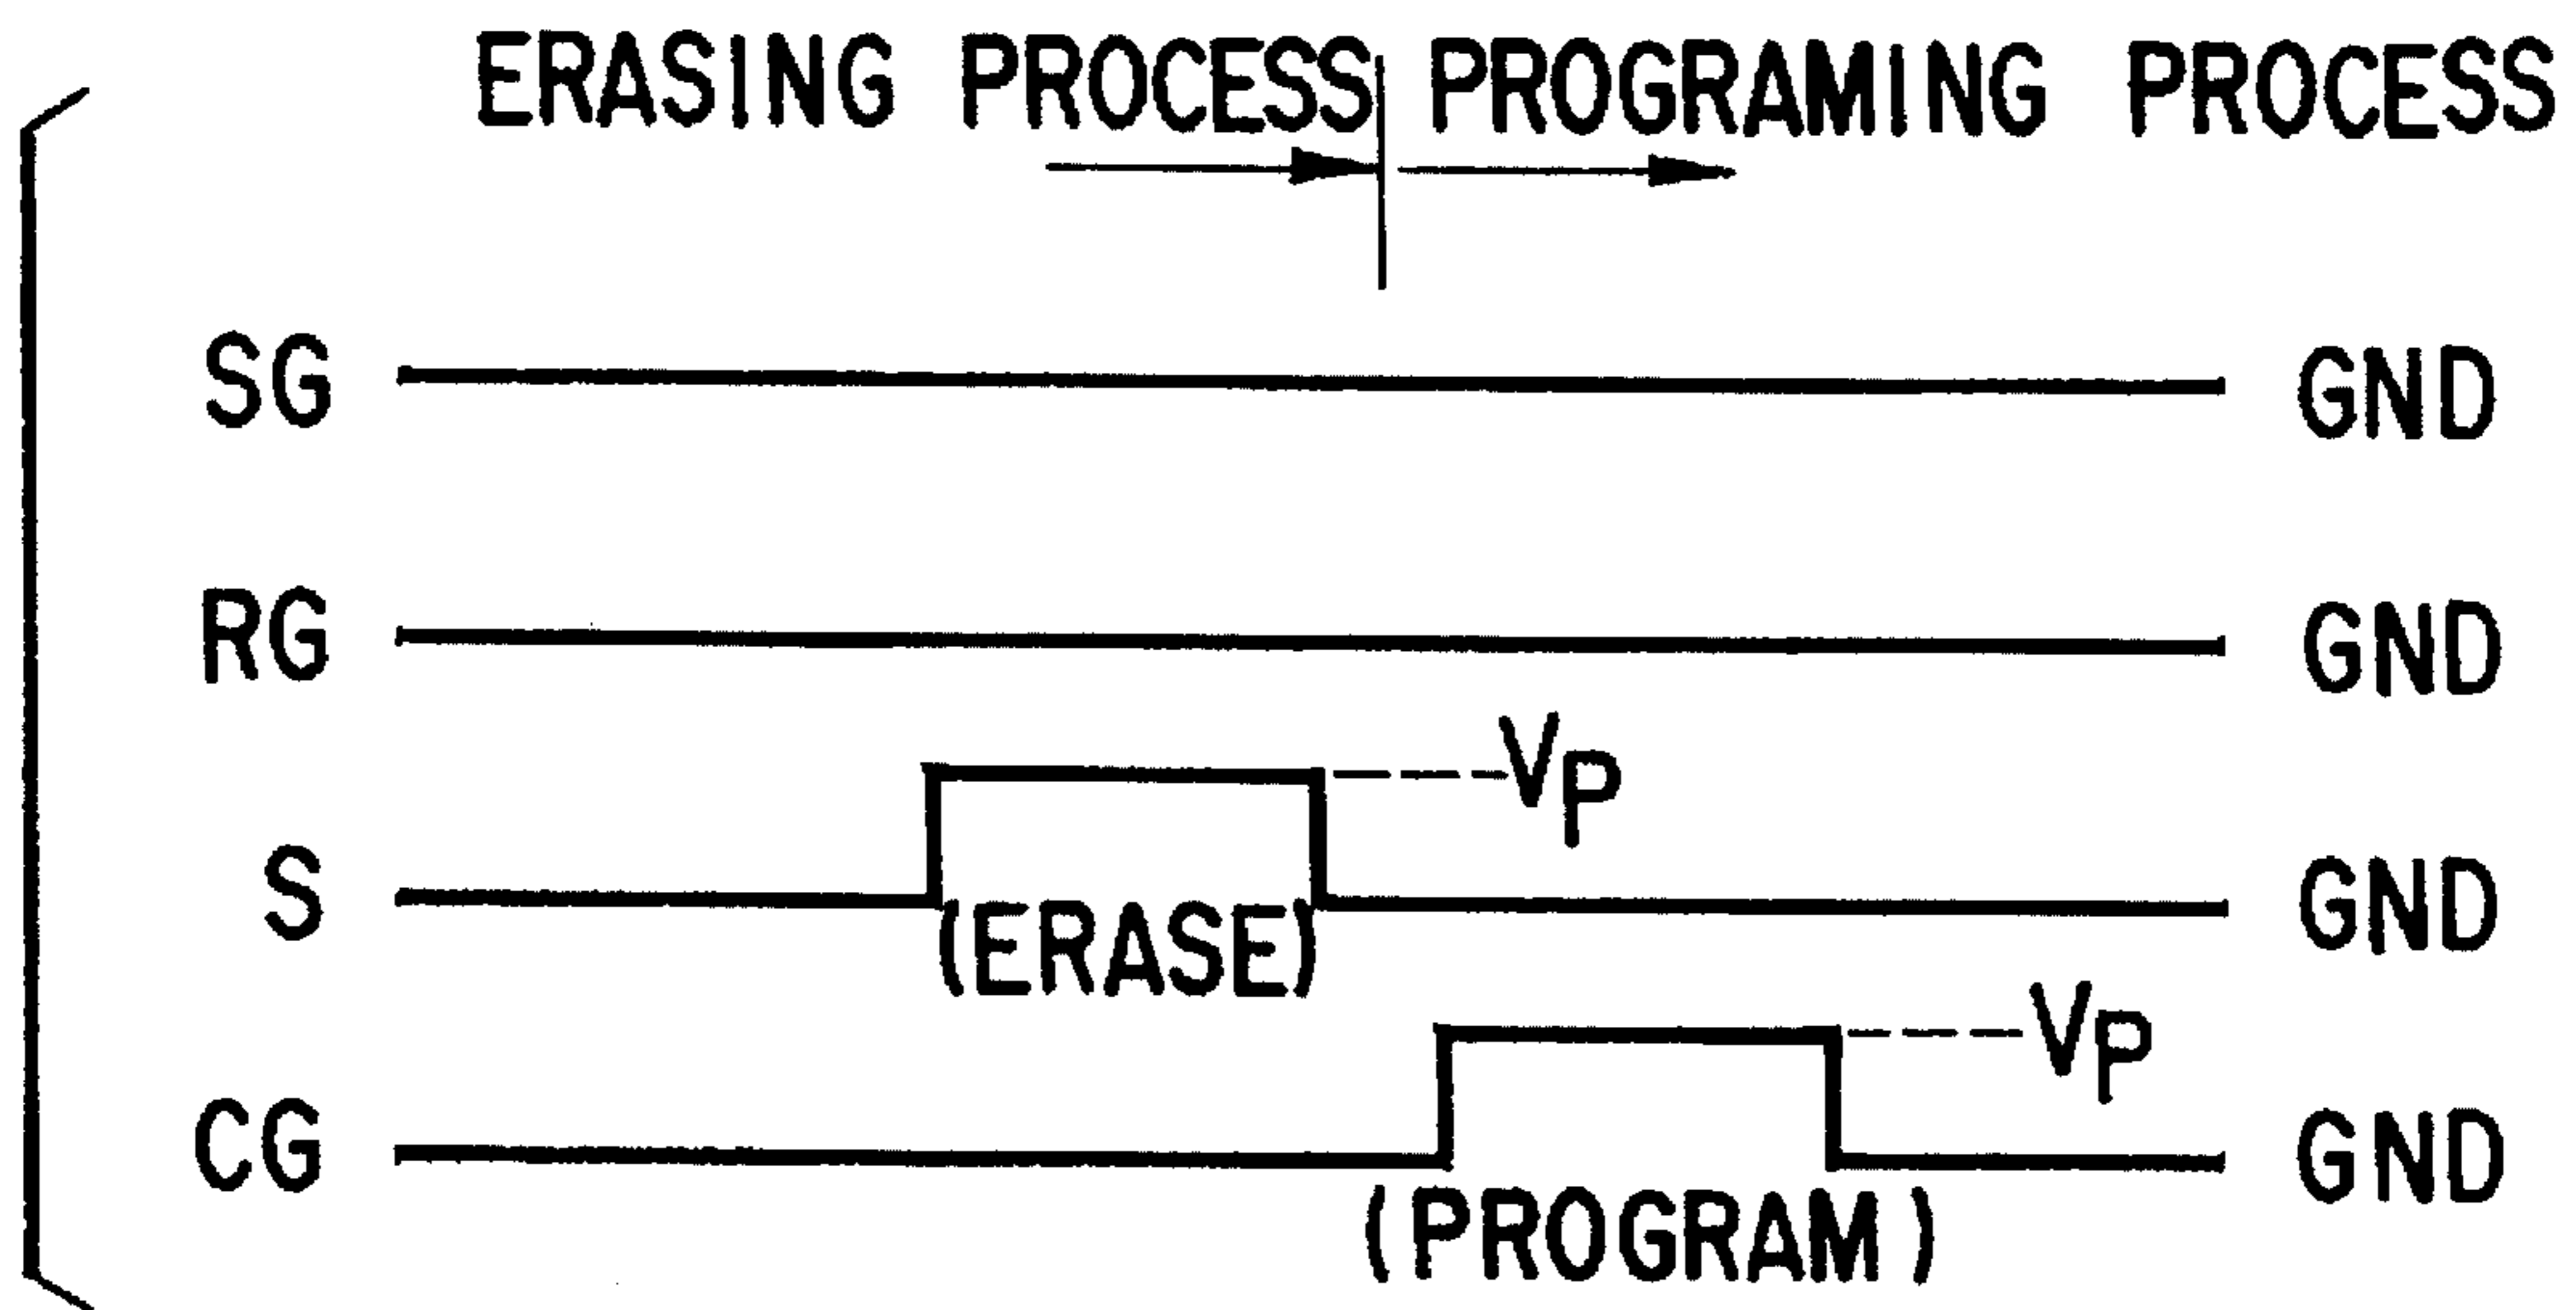 ERASING PROCESS PROGRAMING PROCESS
SG GND
RG GND
VP
S GND
(ERASE)
VP
CG GND
(PROGRAM)